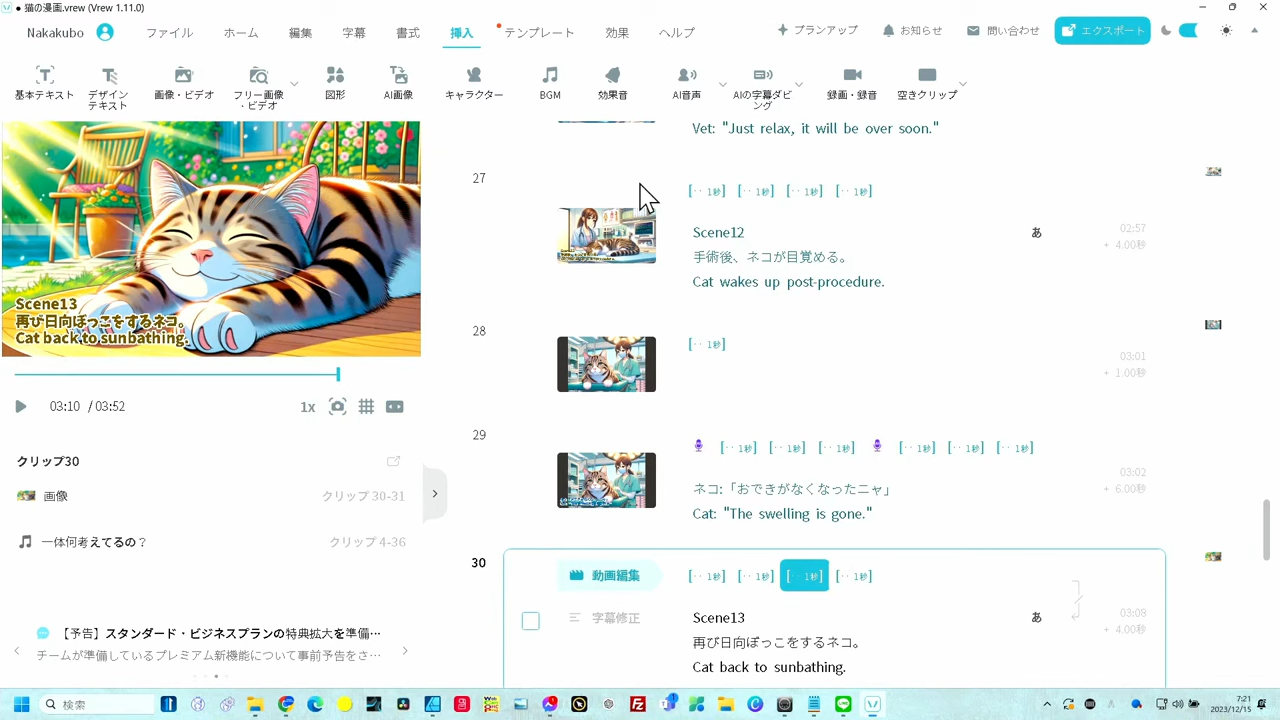 ● 猫の漫画.vrew (Vrew 1.11.0)
Nakakubo
ファイル ホーム 編集 字幕 書式 挿入 テンプレート 効果 ヘルプ
プランアップ お知らせ 問い合わせ エクスポート
基本テキスト デザインテキスト 画像・ビデオ フリー画像・ビデオ 図形 AI画像 キャラクター BGM 効果音 AI音声 AIの字幕ダビング 録画・録音 空きクリップ
Scene13
再び日向ぼっこをするネコ。
Cat back to sunbathing.
03:10 / 03:52
1x
クリップ30
画像 クリップ 30-31
一体何考えてるの？ クリップ 4-36
【予告】スタンダード・ビジネスプランの特典拡大を準備…
チームが準備しているプレミアム新機能について事前予告をさ…
Vet: "Just relax, it will be over soon."
27
[·· 1秒] [·· 1秒] [·· 1秒] [·· 1秒]
Scene12 あ 02:57
手術後、ネコが目覚める。 + 4.00秒
Cat wakes up post-procedure.
28
[·· 1秒]
03:01
+ 1.00秒
29
[·· 1秒] [·· 1秒] [·· 1秒] [·· 1秒] [·· 1秒] [·· 1秒]
03:02
ネコ:「おできがなくなったニャ」 + 6.00秒
Cat: "The swelling is gone."
30
動画編集 [·· 1秒] [·· 1秒] [·· 1秒] [·· 1秒]
字幕修正 Scene13 あ 03:08
再び日向ぼっこをするネコ。 + 4.00秒
Cat back to sunbathing.
検索
7:21
2023/12/15